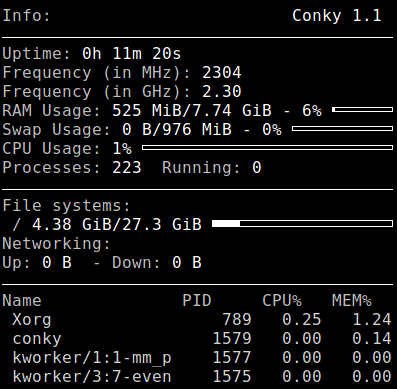 Info: Conky 1.1
Uptime: 0h 11m 20s
Frequency (in MHz): 2304
Frequency (in GHz): 2.30
RAM Usage: 525 MiB/7.74 GiB - 6%
Swap Usage: 0 B/976 MiB - 0%
CPU Usage: 1%
Processes: 223 Running: 0
File systems:
/ 4.38 GiB/27.3 GiB
Networking:
Up: 0 B - Down: 0 B
Name PID CPU% MEM%
Xorg 789 0.25 1.24
conky 1579 0.00 0.14
kworker/1:1-mm_p 1577 0.00 0.00
kworker/3:7-even 1575 0.00 0.00